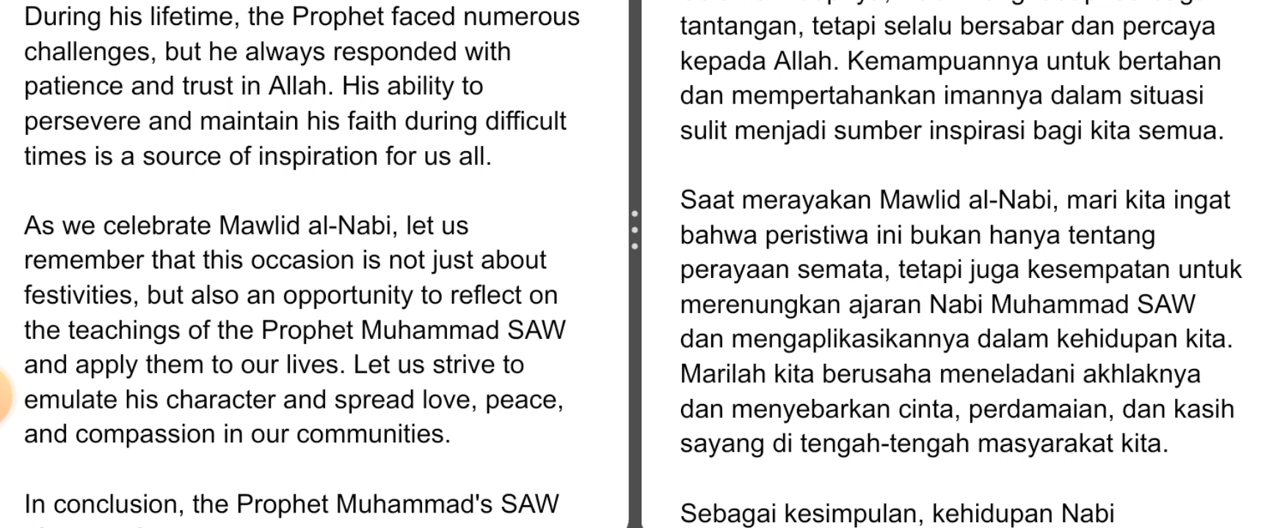 During his lifetime, the Prophet faced numerous
challenges, but he always responded with
patience and trust in Allah. His ability to
persevere and maintain his faith during difficult
times is a source of inspiration for us all.
As we celebrate Mawlid al-Nabi, let us
remember that this occasion is not just about
festivities, but also an opportunity to reflect on
the teachings of the Prophet Muhammad SAW
and apply them to our lives. Let us strive to
emulate his character and spread love, peace,
and compassion in our communities.
In conclusion, the Prophet Muhammad's SAW
tantangan, tetapi selalu bersabar dan percaya
kepada Allah. Kemampuannya untuk bertahan
dan mempertahankan imannya dalam situasi
sulit menjadi sumber inspirasi bagi kita semua.
Saat merayakan Mawlid al-Nabi, mari kita ingat
bahwa peristiwa ini bukan hanya tentang
perayaan semata, tetapi juga kesempatan untuk
merenungkan ajaran Nabi Muhammad SAW
dan mengaplikasikannya dalam kehidupan kita.
Marilah kita berusaha meneladani akhlaknya
dan menyebarkan cinta, perdamaian, dan kasih
sayang di tengah-tengah masyarakat kita.
Sebagai kesimpulan, kehidupan Nabi